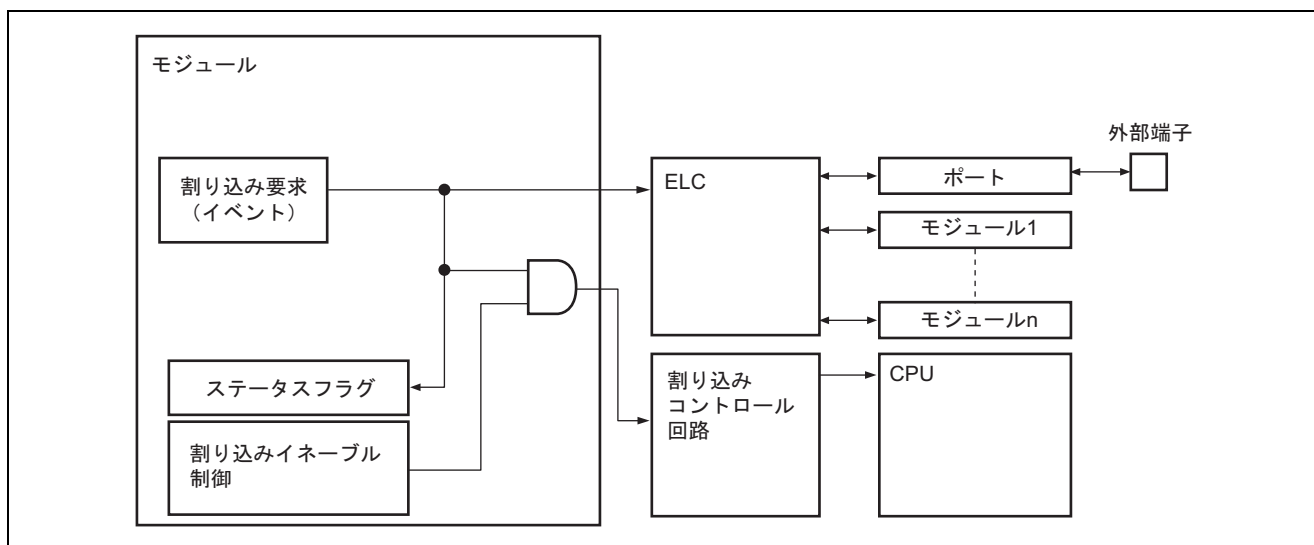 モジュール
割り込み要求
（イベント）
ステータスフラグ
割り込みイネーブル
制御
ELC
割り込み
コントロール
回路
ポート
モジュール1
モジュールn
CPU
外部端子